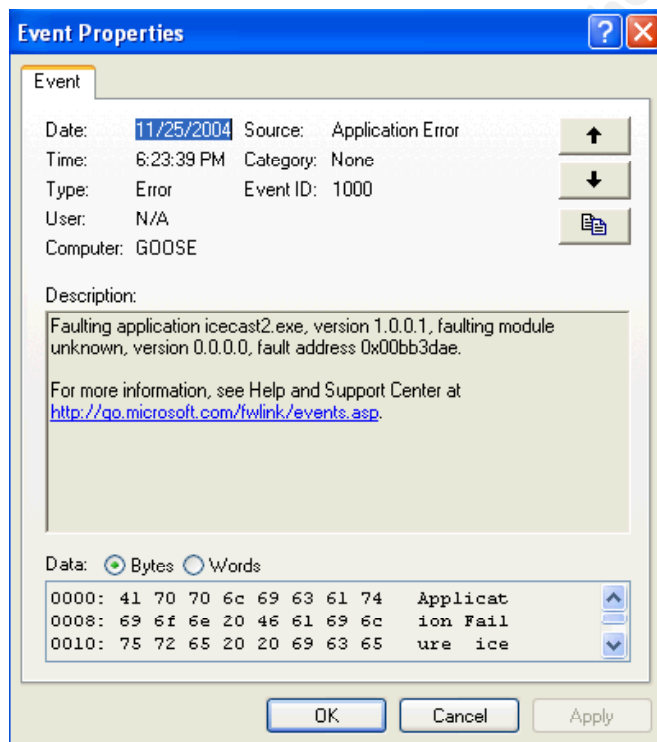 Event Properties
Event
Date: 11/25/2004 Source: Application Error
Time: 6:23:39 PM Category: None
Type: Error Event ID: 1000
User: N/A
Computer: GOOSE
Description:
Faulting application icecast2.exe, version 1.0.0.1, faulting module
unknown, version 0.0.0.0, fault address 0x00bb3dae.
For more information, see Help and Support Center at
http://go.microsoft.com/fwlink/events.asp.
Data: Bytes Words
0000: 41 70 70 6c 69 63 61 74 Applicat
0008: 69 6f 6e 20 46 61 69 6c ion Fail
0010: 75 72 65 20 20 69 63 65 ure  ice
OK Cancel Apply